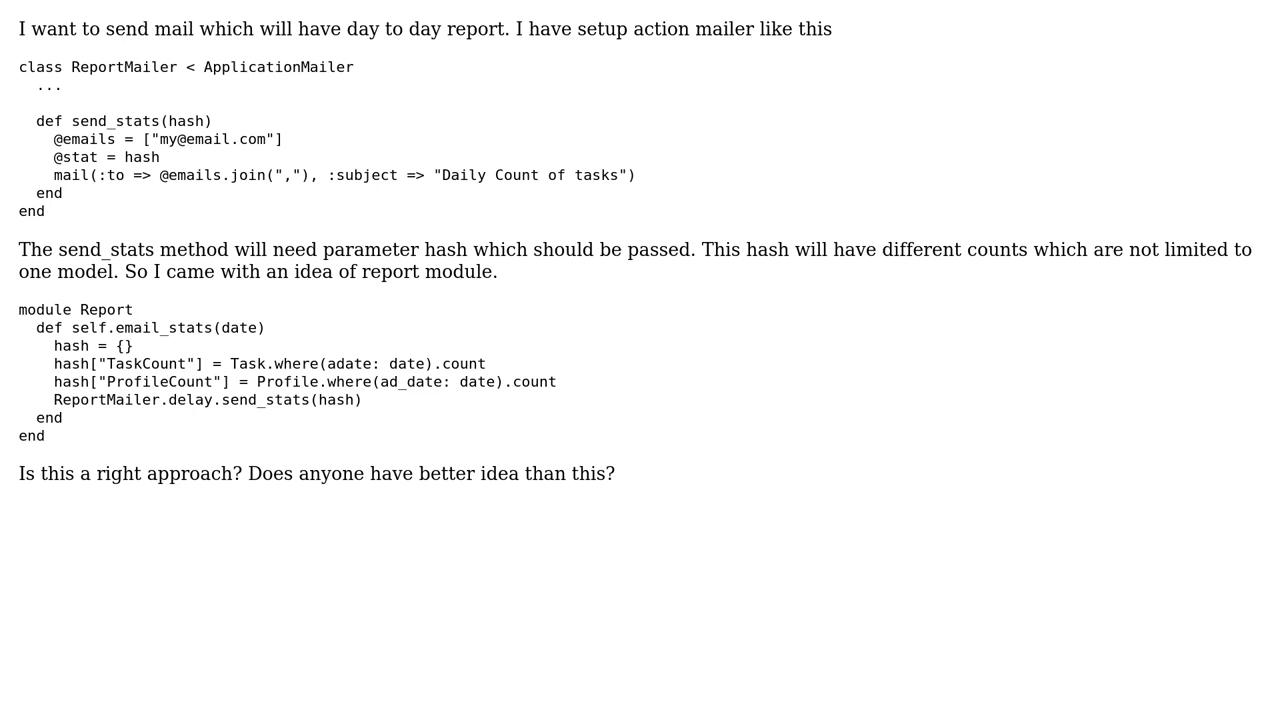 I want to send mail which will have day to day report. I have setup action mailer like this
class ReportMailer < ApplicationMailer
  ...
  def send_stats(hash)
    @emails = ["my@email.com"]
    @stat = hash
    mail(:to => @emails.join(","), :subject => "Daily Count of tasks")
  end
end
The send_stats method will need parameter hash which should be passed. This hash will have different counts which are not limited to
one model. So I came with an idea of report module.
module Report
  def self.email_stats(date)
    hash = {}
    hash["TaskCount"] = Task.where(adate: date).count
    hash["ProfileCount"] = Profile.where(ad_date: date).count
    ReportMailer.delay.send_stats(hash)
  end
end
Is this a right approach? Does anyone have better idea than this?